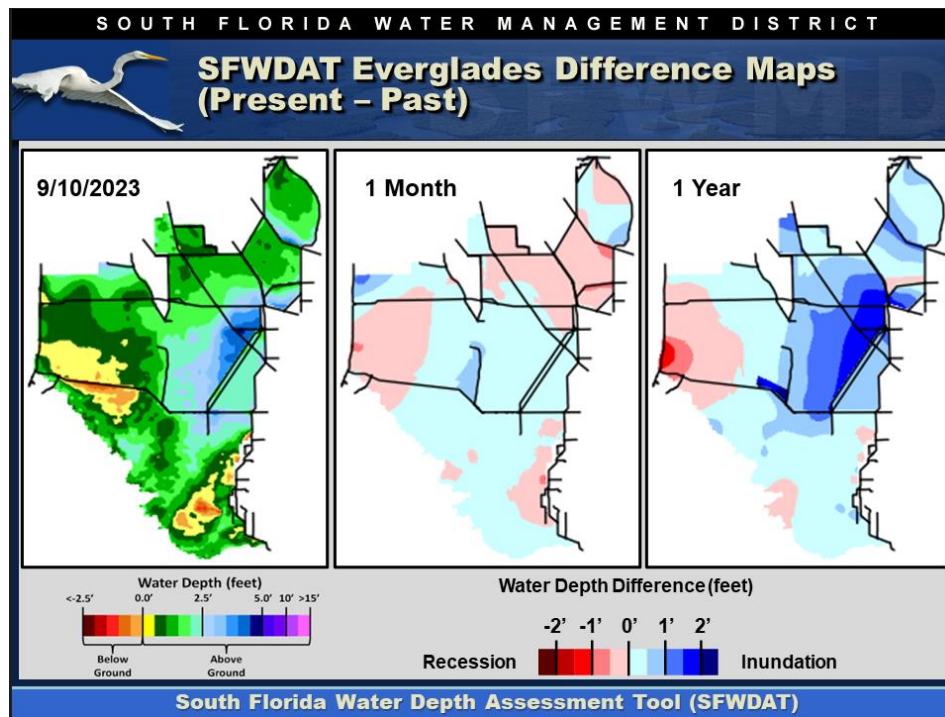 SOUTH FLORIDA WATER MANAGEMENT DISTRICT
SFWDAT Everglades Difference Maps
(Present – Past)
SFWMD
9/10/2023
1 Month
1 Year
Water Depth (feet)
<-2.5' 0.0' 2.5' 5.0' 10' >15'
Below
Ground
Above
Ground
Water Depth Difference (feet)
-2' -1' 0' 1' 2'
Recession
Inundation
South Florida Water Depth Assessment Tool (SFWDAT)